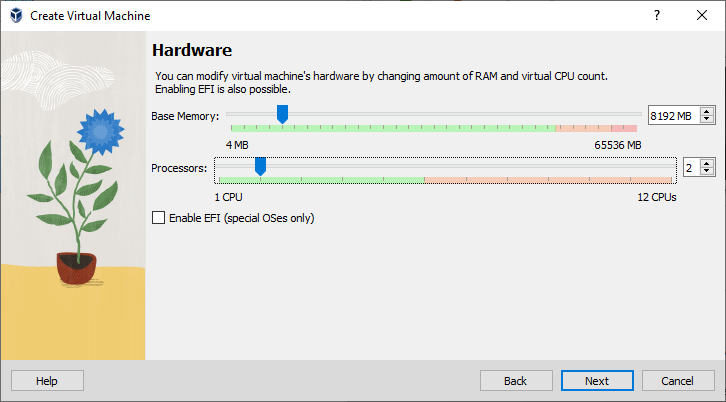 Create Virtual Machine
?
Hardware
You can modify virtual machine's hardware by changing amount of RAM and virtual CPU count.
Enabling EFI is also possible.
Base Memory: 8192 MB
4 MB 65536 MB
Processors: 2
1 CPU 12 CPUs
Enable EFI (special OSes only)
Help Back Next Cancel